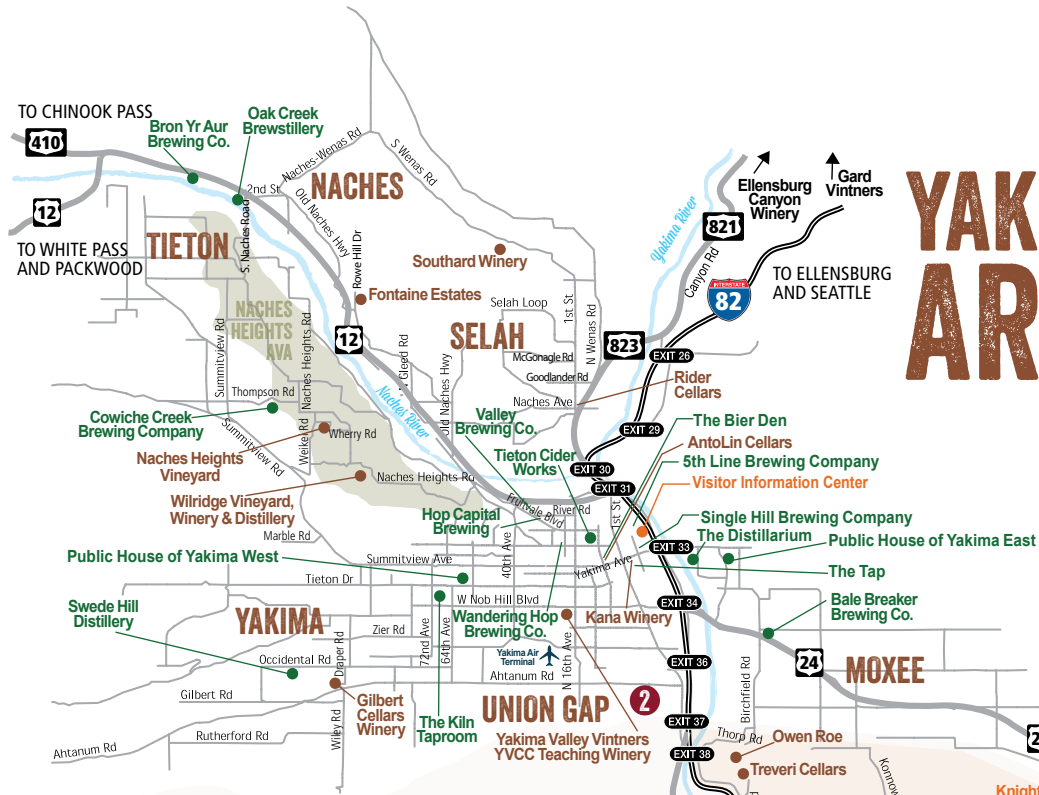 TO CHINOOK PASS
410
Bron Yr Aur
Brewing Co.
Oak Creek
Brewstillery
12
TO WHITE PASS
AND PACKWOOD
TIETON
NACHES
2nd St
Naches-Wenas Rd
S Wenas Rd
Old Naches Hwy
S. Naches Road
Rowe Hill Dr
Southard Winery
Fontaine Estates
NACHES
HEIGHTS
AVA
12
SELAH
Selah Loop
1st St
N Wenas Rd
McGonagle Rd
Goodlander Rd
Naches Ave
823
821
Canyon Rd
Yakima River
Ellensburg
Canyon
Winery
Gard
Vintners
INTERSTATE
82
TO ELLENSBURG
AND SEATTLE
YAK
AR
EXIT 26
Rider
Cellars
EXIT 29
EXIT 30
EXIT 31
Summitview Rd
Naches Heights Rd
N Gleed Rd
Old Naches Hwy
Naches River
Thompson Rd
Cowiche Creek
Brewing Company
Summitview Rd
Welker Rd
Wherry Rd
Naches Heights
Vineyard
Naches Heights Rd
Wilridge Vineyard,
Winery & Distillery
Marble Rd
Valley
Brewing Co.
Tieton Cider
Works
The Bier Den
AntoLin Cellars
5th Line Brewing Company
Visitor Information Center
Fruitvale Blvd
River Rd
1st St
Hop Capital
Brewing
Single Hill Brewing Company
The Distillarium
EXIT 33
Public House of Yakima East
Public House of Yakima West
Summitview Ave
40th Ave
Yakima Ave
The Tap
Tieton Dr
W Nob Hill Blvd
EXIT 34
Bale Breaker
Brewing Co.
Swede Hill
Distillery
YAKIMA
Wandering Hop
Brewing Co.
Kana Winery
Zier Rd
72nd Ave
64th Ave
Draper Rd
Occidental Rd
Yakima Air
Terminal
Ahtanum Rd
N 16th Ave
EXIT 36
24
MOXEE
Birchfield Rd
Gilbert Rd
Gilbert
Cellars
Winery
The Kiln
Taproom
UNION GAP
2
Yakima Valley Vintners
YVCC Teaching Winery
EXIT 37
EXIT 38
Thorp Rd
Owen Roe
Treveri Cellars
Rutherford Rd
Wiley Rd
Ahtanum Rd
Konnow
2
Knight